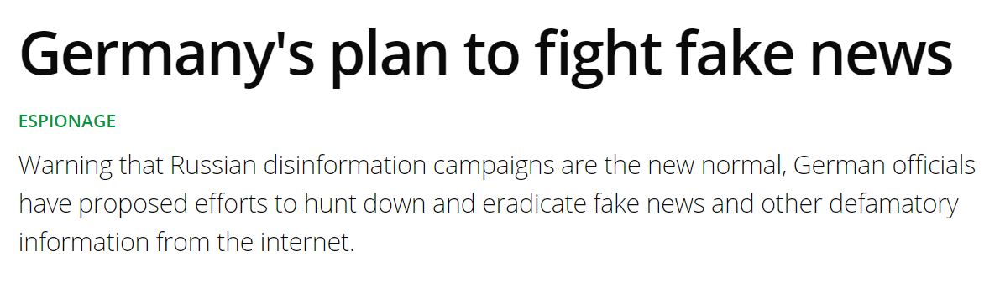 Germany's plan to fight fake news
ESPIONAGE
Warning that Russian disinformation campaigns are the new normal, German officials
have proposed efforts to hunt down and eradicate fake news and other defamatory
information from the internet.